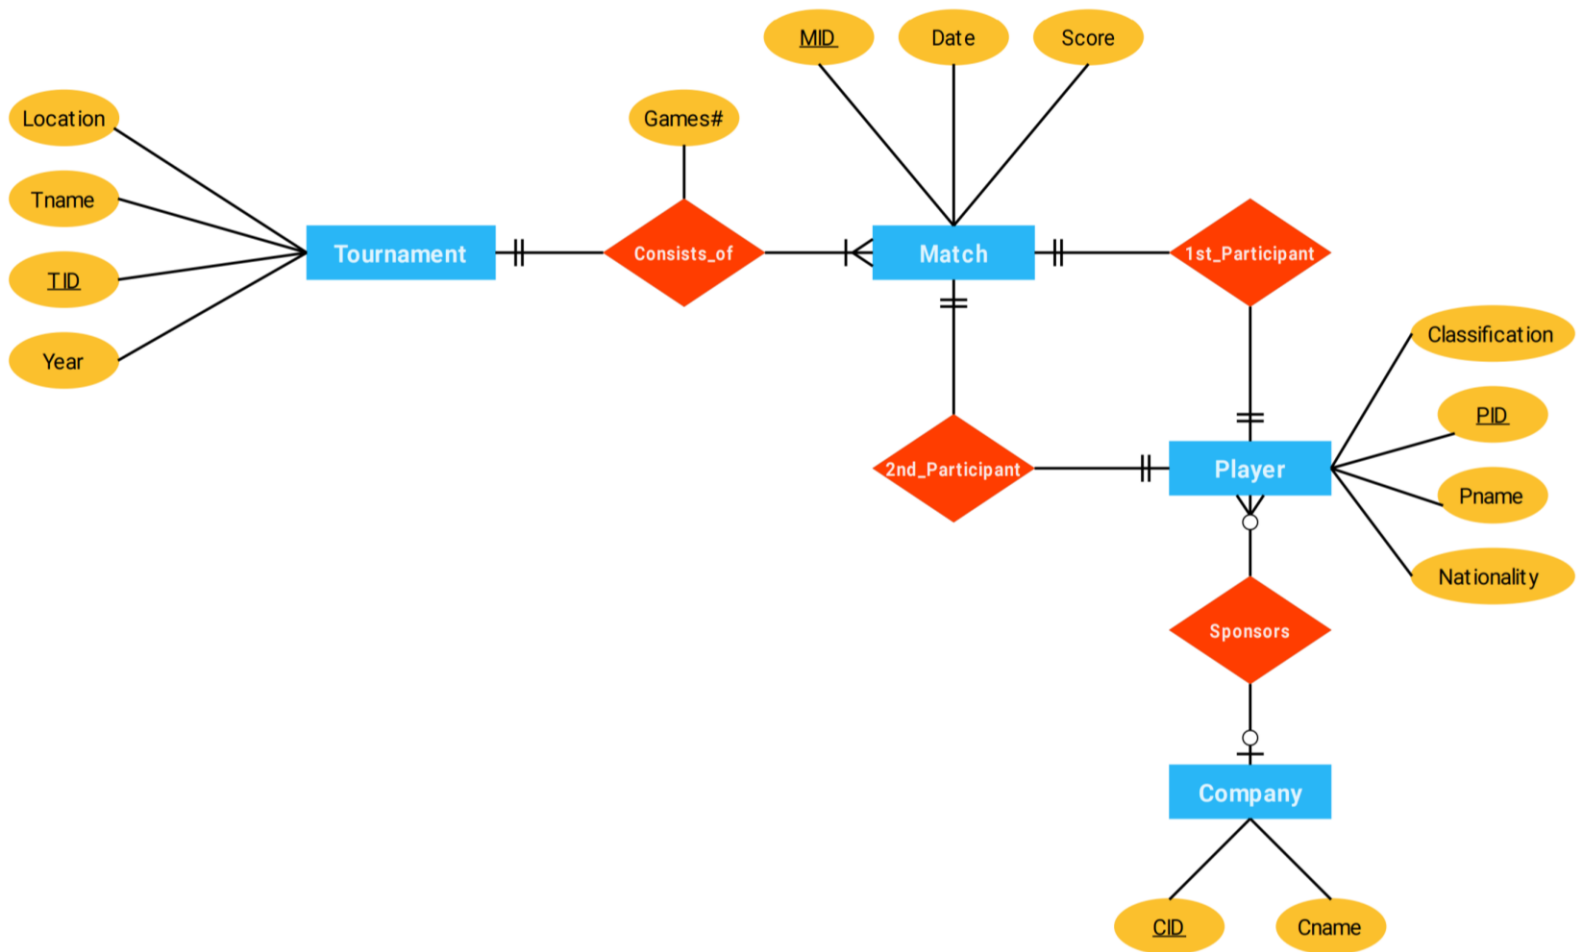 MID
Date
Score
Location
Games#
Tname
Tournament
Consists_of
Match
1st_Participant
TID
Year
Classification
PID
2nd_Participant
Player
Pname
Nationality
Sponsors
Company
CID
Cname